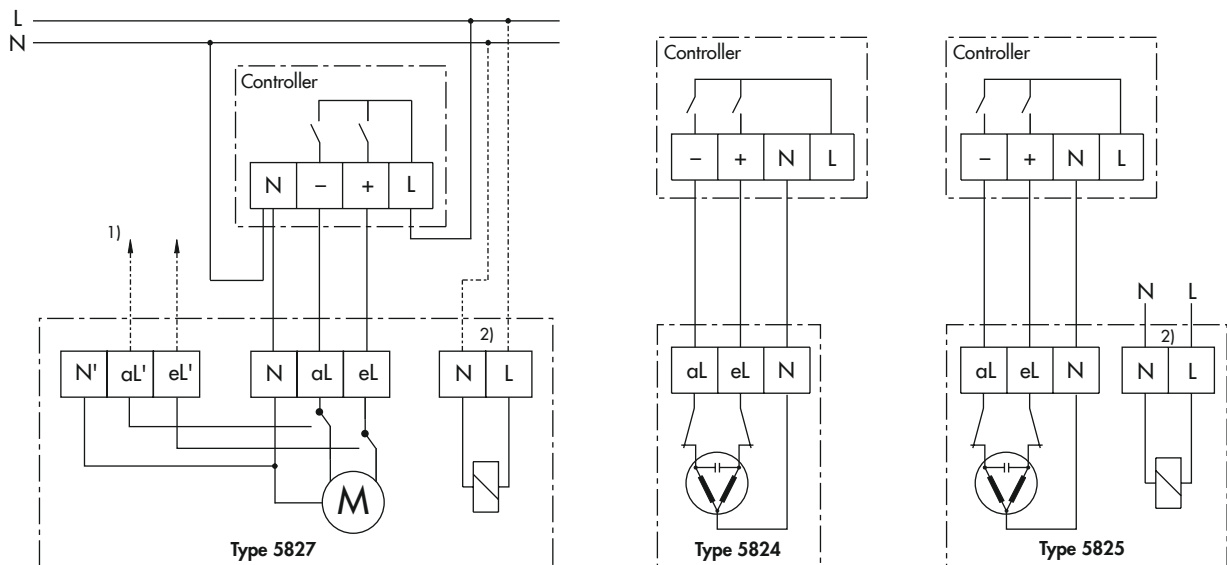 L
N
Controller
N – + L
1)
2)
N' aL' eL' N aL eL N L
M
Type 5827
Controller
– + N L
aL eL N
Type 5824
Controller
– + N L
N L
2)
aL eL N N L
Type 5825